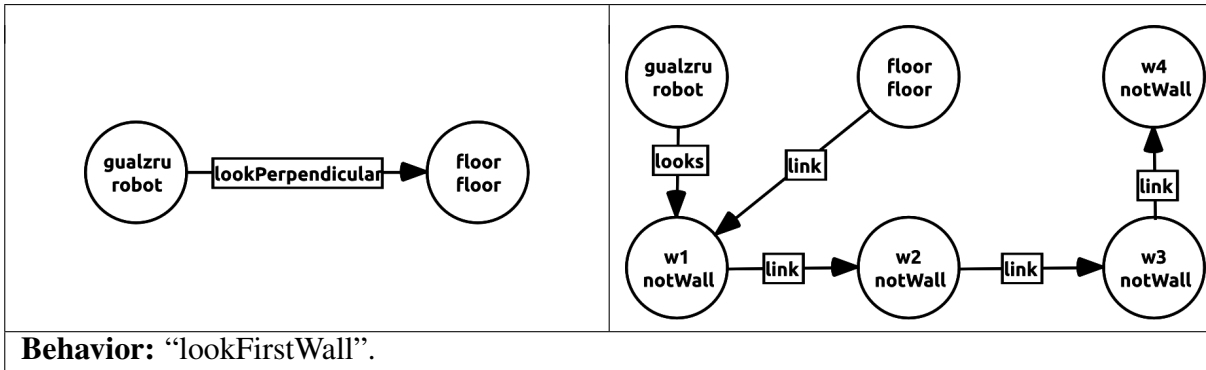 gualzru
robot
lookPerpendicular
floor
floor
gualzru
robot
floor
floor
w4
notWall
looks
link
link
w1
notWall
link
w2
notWall
link
w3
notWall
Behavior: “lookFirstWall”.